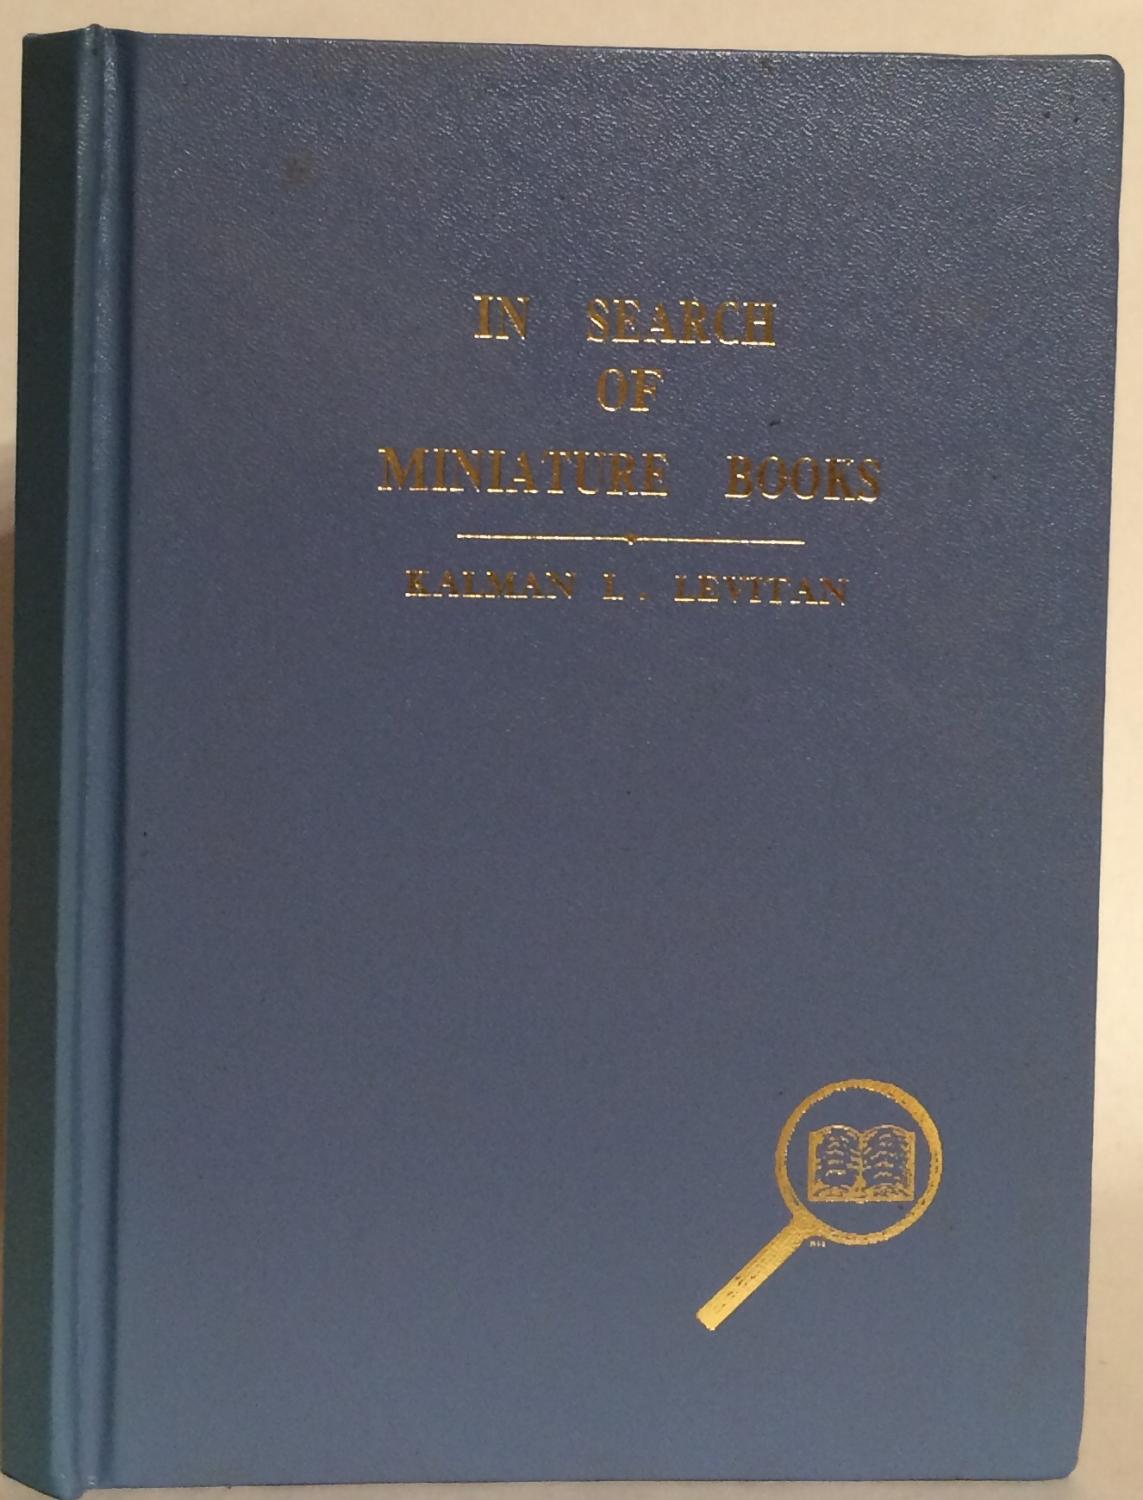 IN SEARCH
OF
MINIATURE BOOKS
KALMAN L. LEVITAN